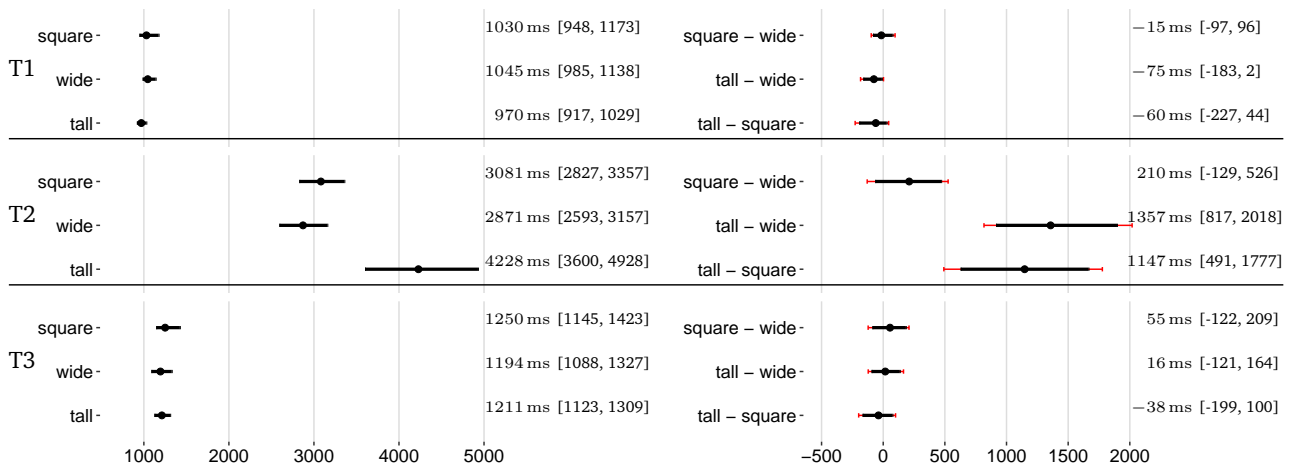 square 1030 ms [948, 1173] square – wide −15 ms [-97, 96]
T1 wide 1045 ms [985, 1138] tall – wide −75 ms [-183, 2]
tall 970 ms [917, 1029] tall – square −60 ms [-227, 44]
square 3081 ms [2827, 3357] square – wide 210 ms [-129, 526]
T2 wide 2871 ms [2593, 3157] tall – wide 1357 ms [817, 2018]
tall 4228 ms [3600, 4928] tall – square 1147 ms [491, 1777]
square 1250 ms [1145, 1423] square – wide 55 ms [-122, 209]
T3 wide 1194 ms [1088, 1327] tall – wide 16 ms [-121, 164]
tall 1211 ms [1123, 1309] tall – square −38 ms [-199, 100]
1000 2000 3000 4000 5000 −500 0 500 1000 1500 2000